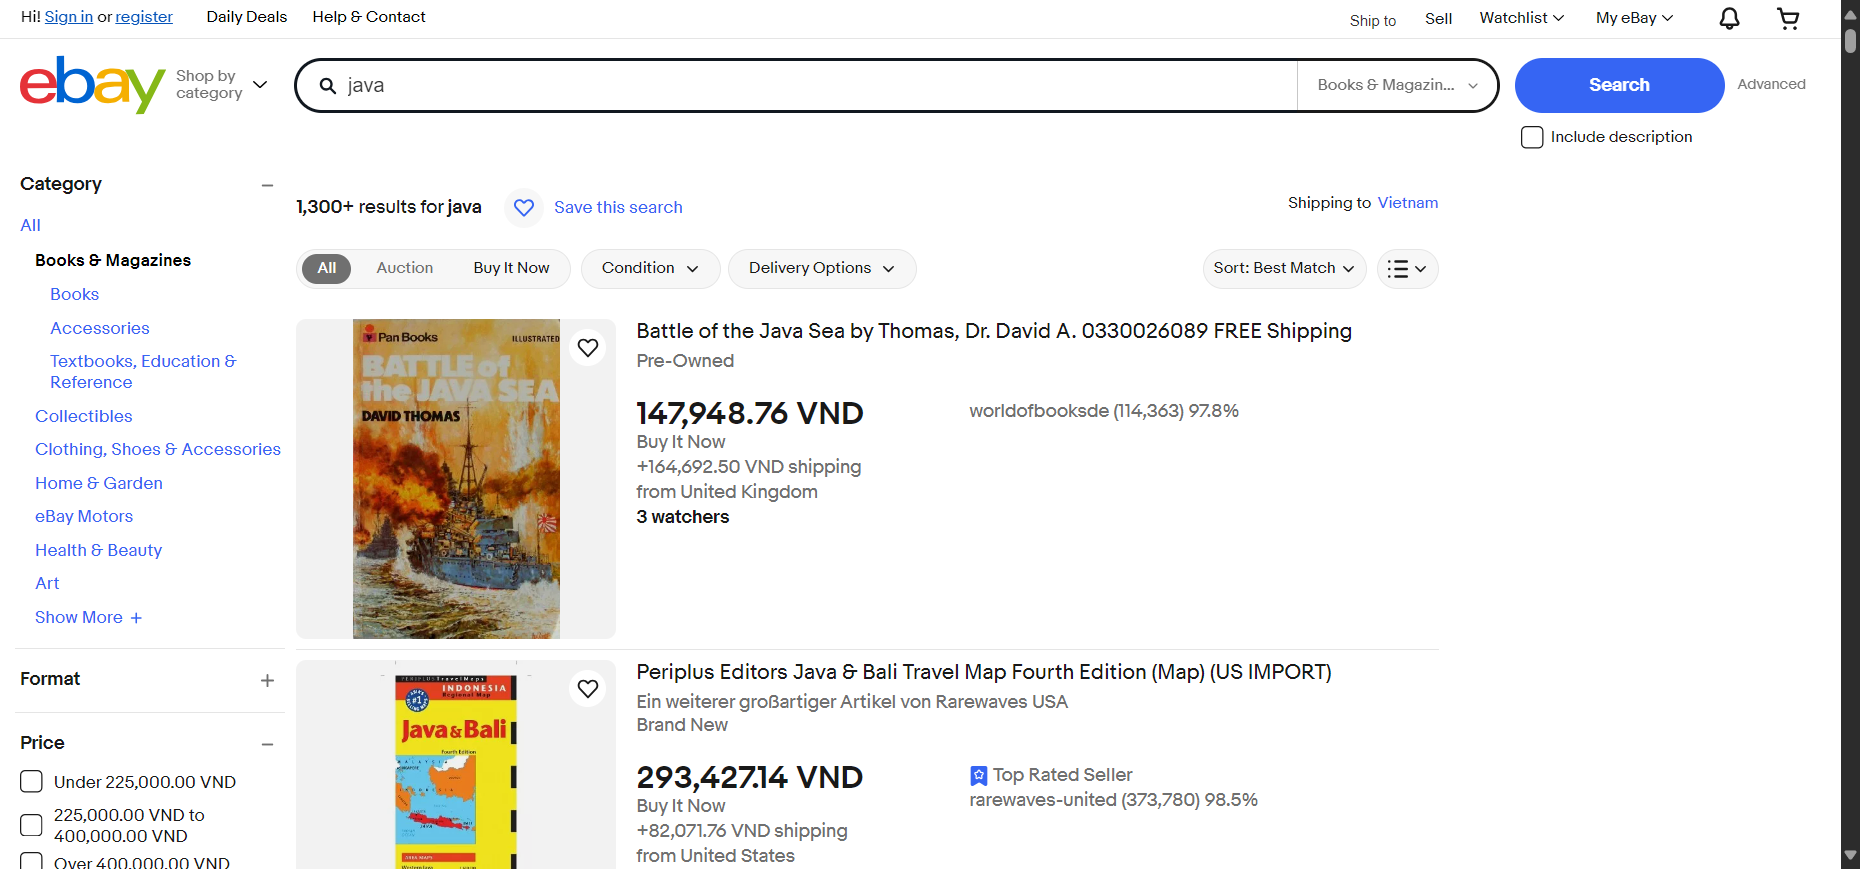 Hi! Sign in or register
Daily Deals
Help & Contact
Ship to
Sell
Watchlist
My eBay
ebay
Shop by
category
java
Books & Magazin...
Search
Advanced
Include description
Category
All
Books & Magazines
Books
Accessories
Textbooks, Education &
Reference
Collectibles
Clothing, Shoes & Accessories
Home & Garden
eBay Motors
Health & Beauty
Art
Show More
Format
Price
Under 225,000.00 VND
225,000.00 VND to
400,000.00 VND
Over 400,000.00 VND
1,300+ results for java
Save this search
Shipping to Vietnam
All
Auction
Buy It Now
Condition
Delivery Options
Sort: Best Match
Pan Books
ILLUSTRATED
BATTLE of
the JAVA SEA
DAVID THOMAS
Battle of the Java Sea by Thomas, Dr. David A. 0330026089 FREE Shipping
Pre-Owned
147,948.76 VND
Buy It Now
+164,692.50 VND shipping
from United Kingdom
3 watchers
worldofbooksde (114,363) 97.8%
PERIPLUS Travel Maps
INDONESIA
Regional Map
#1
Java & Bali
Fourth Edition
Periplus Editors Java & Bali Travel Map Fourth Edition (Map) (US IMPORT)
Ein weiterer großartiger Artikel von Rarewaves USA
Brand New
293,427.14 VND
Buy It Now
+82,071.76 VND shipping
from United States
Top Rated Seller
rarewaves-united (373,780) 98.5%